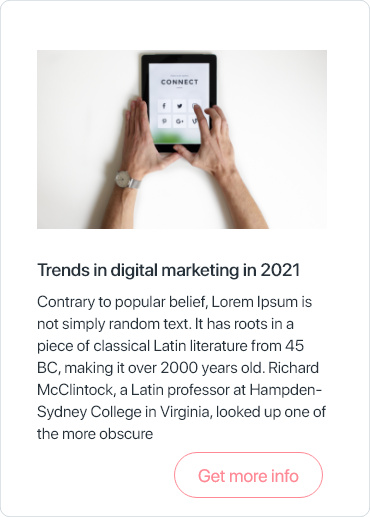 CONNECT
Trends in digital marketing in 2021
Contrary to popular belief, Lorem Ipsum is
not simply random text. It has roots in a
piece of classical Latin literature from 45
BC, making it over 2000 years old. Richard
McClintock, a Latin professor at Hampden-
Sydney College in Virginia, looked up one of
the more obscure
Get more info